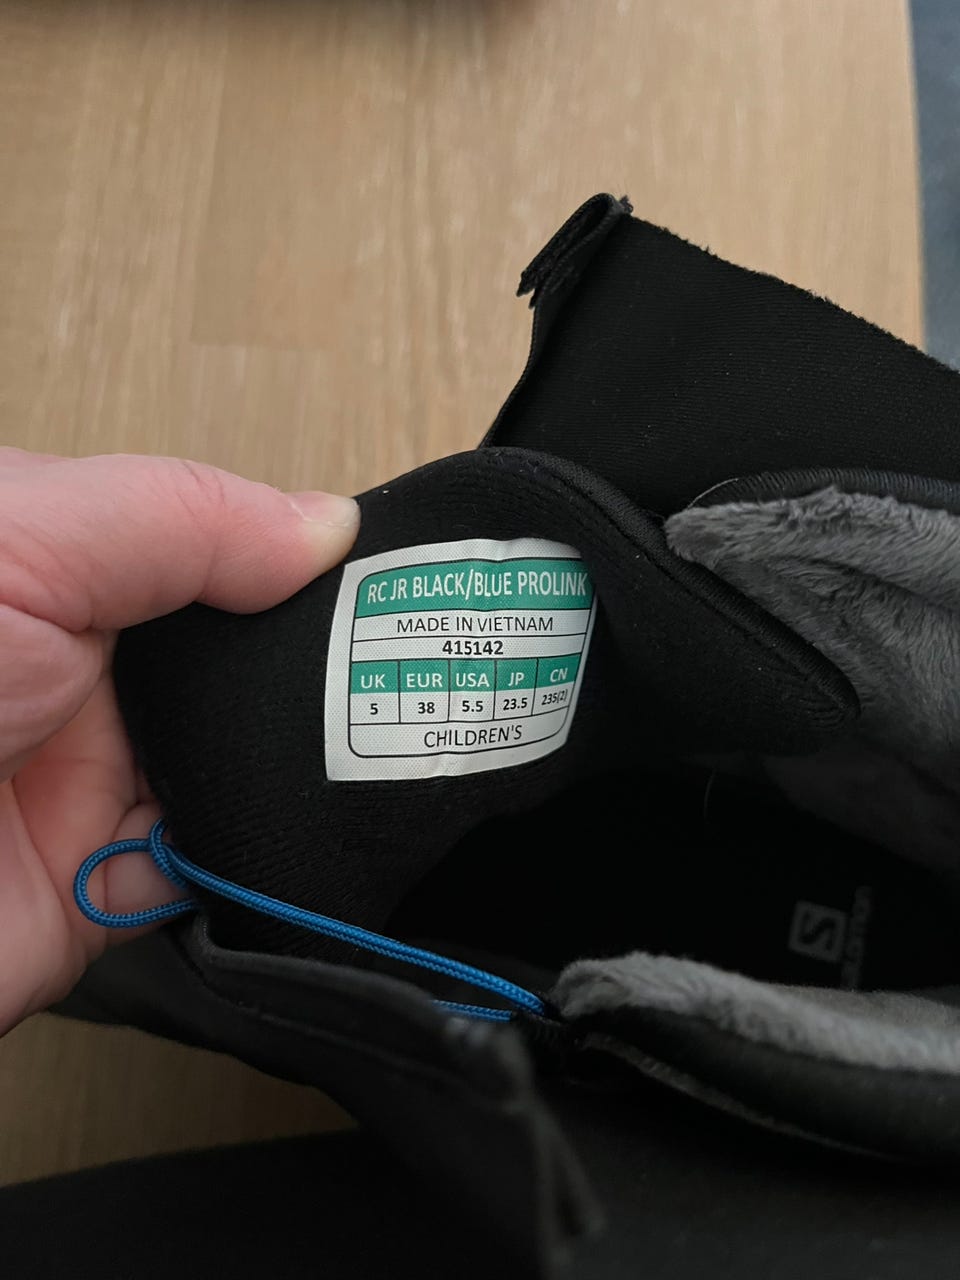 RC JR BLACK/BLUE PROLINK
MADE IN VIETNAM
415142
UK EUR USA JP CN
5 38 5.5 23.5 235(2)
CHILDREN'S
S